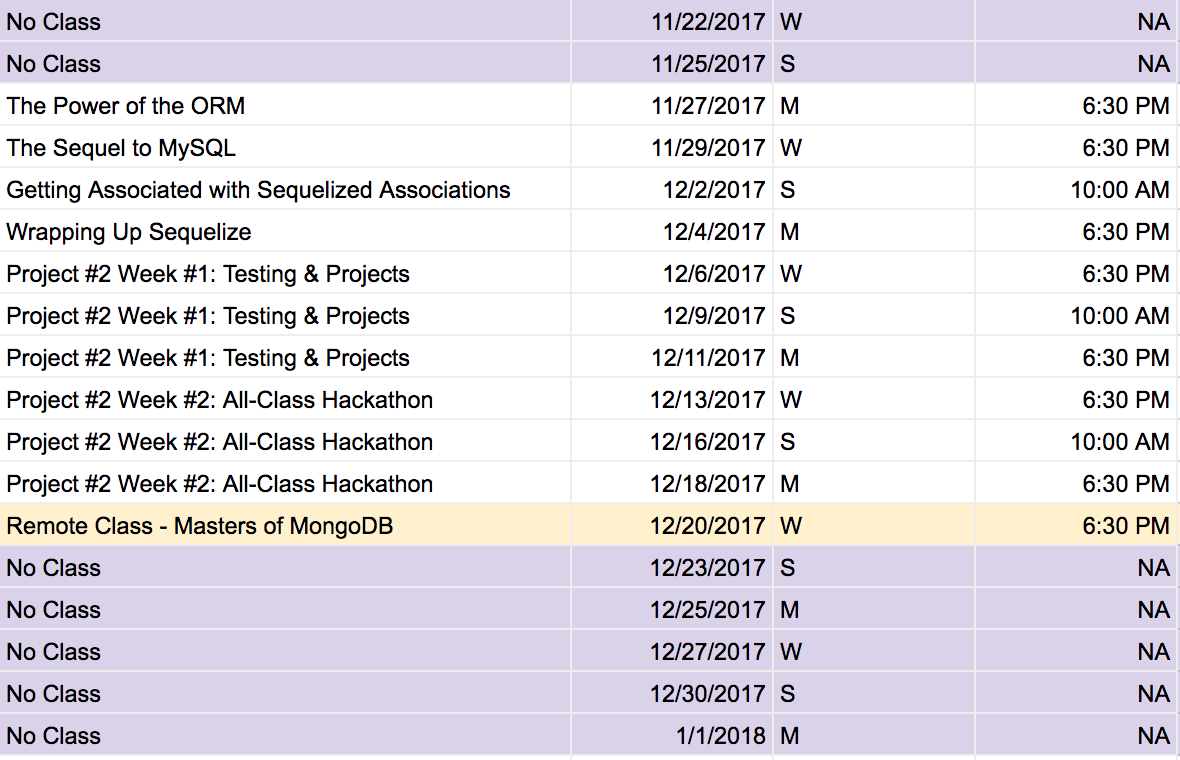 No Class 11/22/2017 W NA
No Class 11/25/2017 S NA
The Power of the ORM 11/27/2017 M 6:30 PM
The Sequel to MySQL 11/29/2017 W 6:30 PM
Getting Associated with Sequelized Associations 12/2/2017 S 10:00 AM
Wrapping Up Sequelize 12/4/2017 M 6:30 PM
Project #2 Week #1: Testing & Projects 12/6/2017 W 6:30 PM
Project #2 Week #1: Testing & Projects 12/9/2017 S 10:00 AM
Project #2 Week #1: Testing & Projects 12/11/2017 M 6:30 PM
Project #2 Week #2: All-Class Hackathon 12/13/2017 W 6:30 PM
Project #2 Week #2: All-Class Hackathon 12/16/2017 S 10:00 AM
Project #2 Week #2: All-Class Hackathon 12/18/2017 M 6:30 PM
Remote Class - Masters of MongoDB 12/20/2017 W 6:30 PM
No Class 12/23/2017 S NA
No Class 12/25/2017 M NA
No Class 12/27/2017 W NA
No Class 12/30/2017 S NA
No Class 1/1/2018 M NA